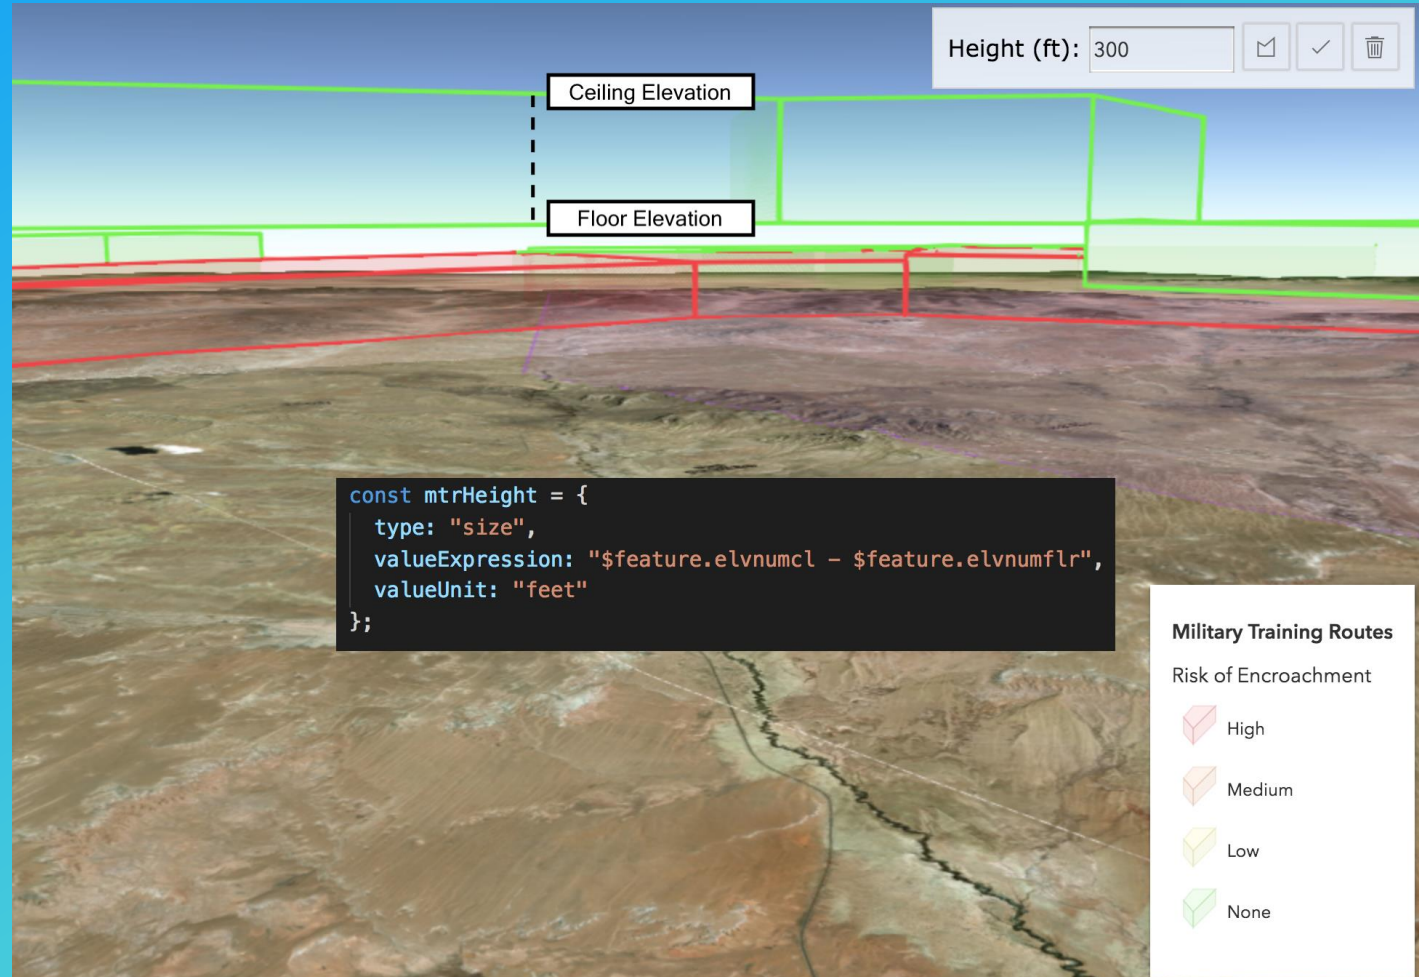 Height (ft): 300
Ceiling Elevation
Floor Elevation
const mtrHeight = {
type: "size",
valueExpression: "$feature.elvnumcl - $feature.elvnumflr",
valueUnit: "feet"
};
Military Training Routes
Risk of Encroachment
High
Medium
Low
None